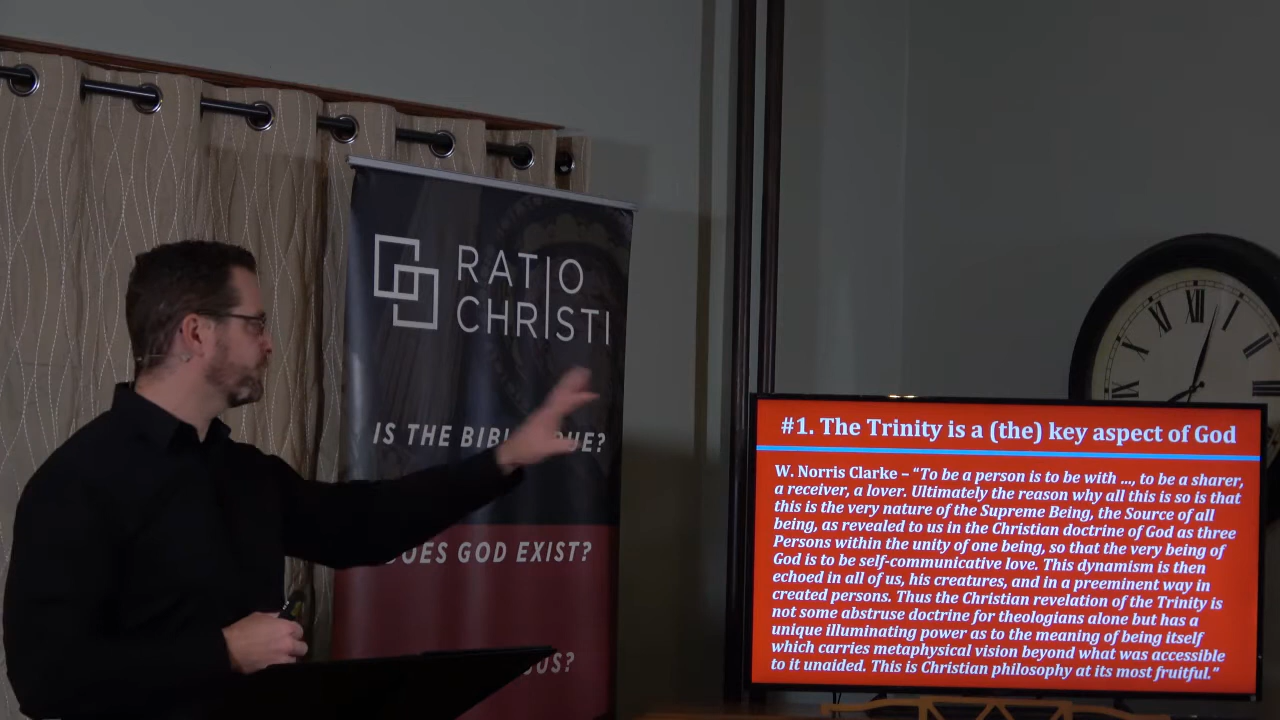 RATIO
CHRISTI
IS THE
DOES GOD EXIST?
#1. The Trinity is a (the) key aspect of God
W. Norris Clarke – “To be a person is to be with ..., to be a sharer,
a receiver, a lover. Ultimately the reason why all this is so is that
this is the very nature of the Supreme Being, the Source of all
being, as revealed to us in the Christian doctrine of God as three
Persons within the unity of one being, so that the very being of
God is to be self-communicative love. This dynamism is then
echoed in all of us, his creatures, and in a preeminent way in
created persons. Thus the Christian revelation of the Trinity is
not some abstruse doctrine for theologians alone but has a
unique illuminating power as to the meaning of being itself
which carries metaphysical vision beyond what was accessible
to it unaided. This is Christian philosophy at its most fruitful.”
XI XII I
X II
IX